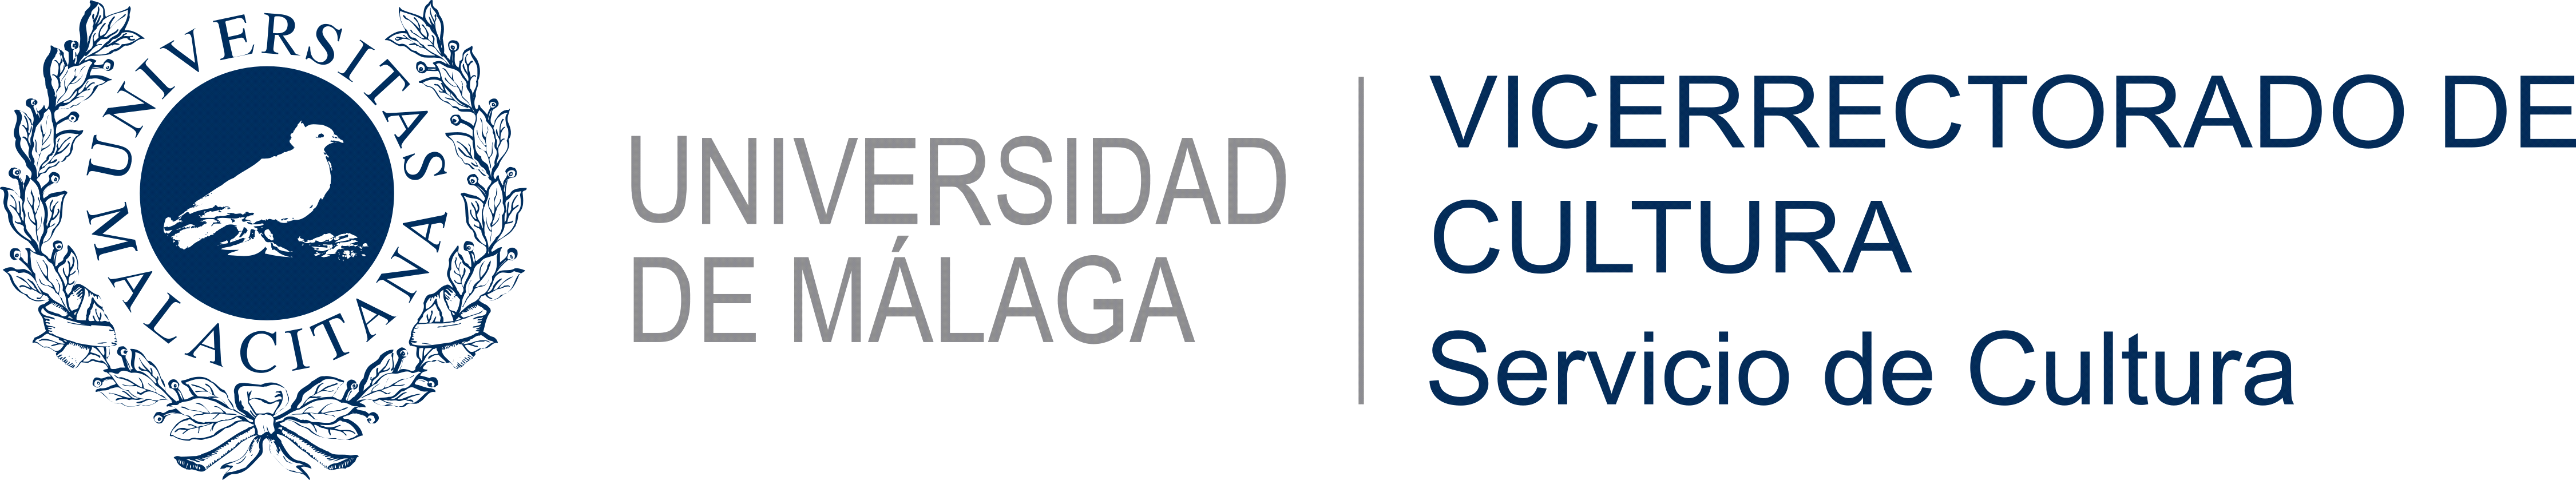 UNIVERSITAS MALACITANA
UNIVERSIDAD
DE MÁLAGA
VICERRECTORADO DE
CULTURA
Servicio de Cultura